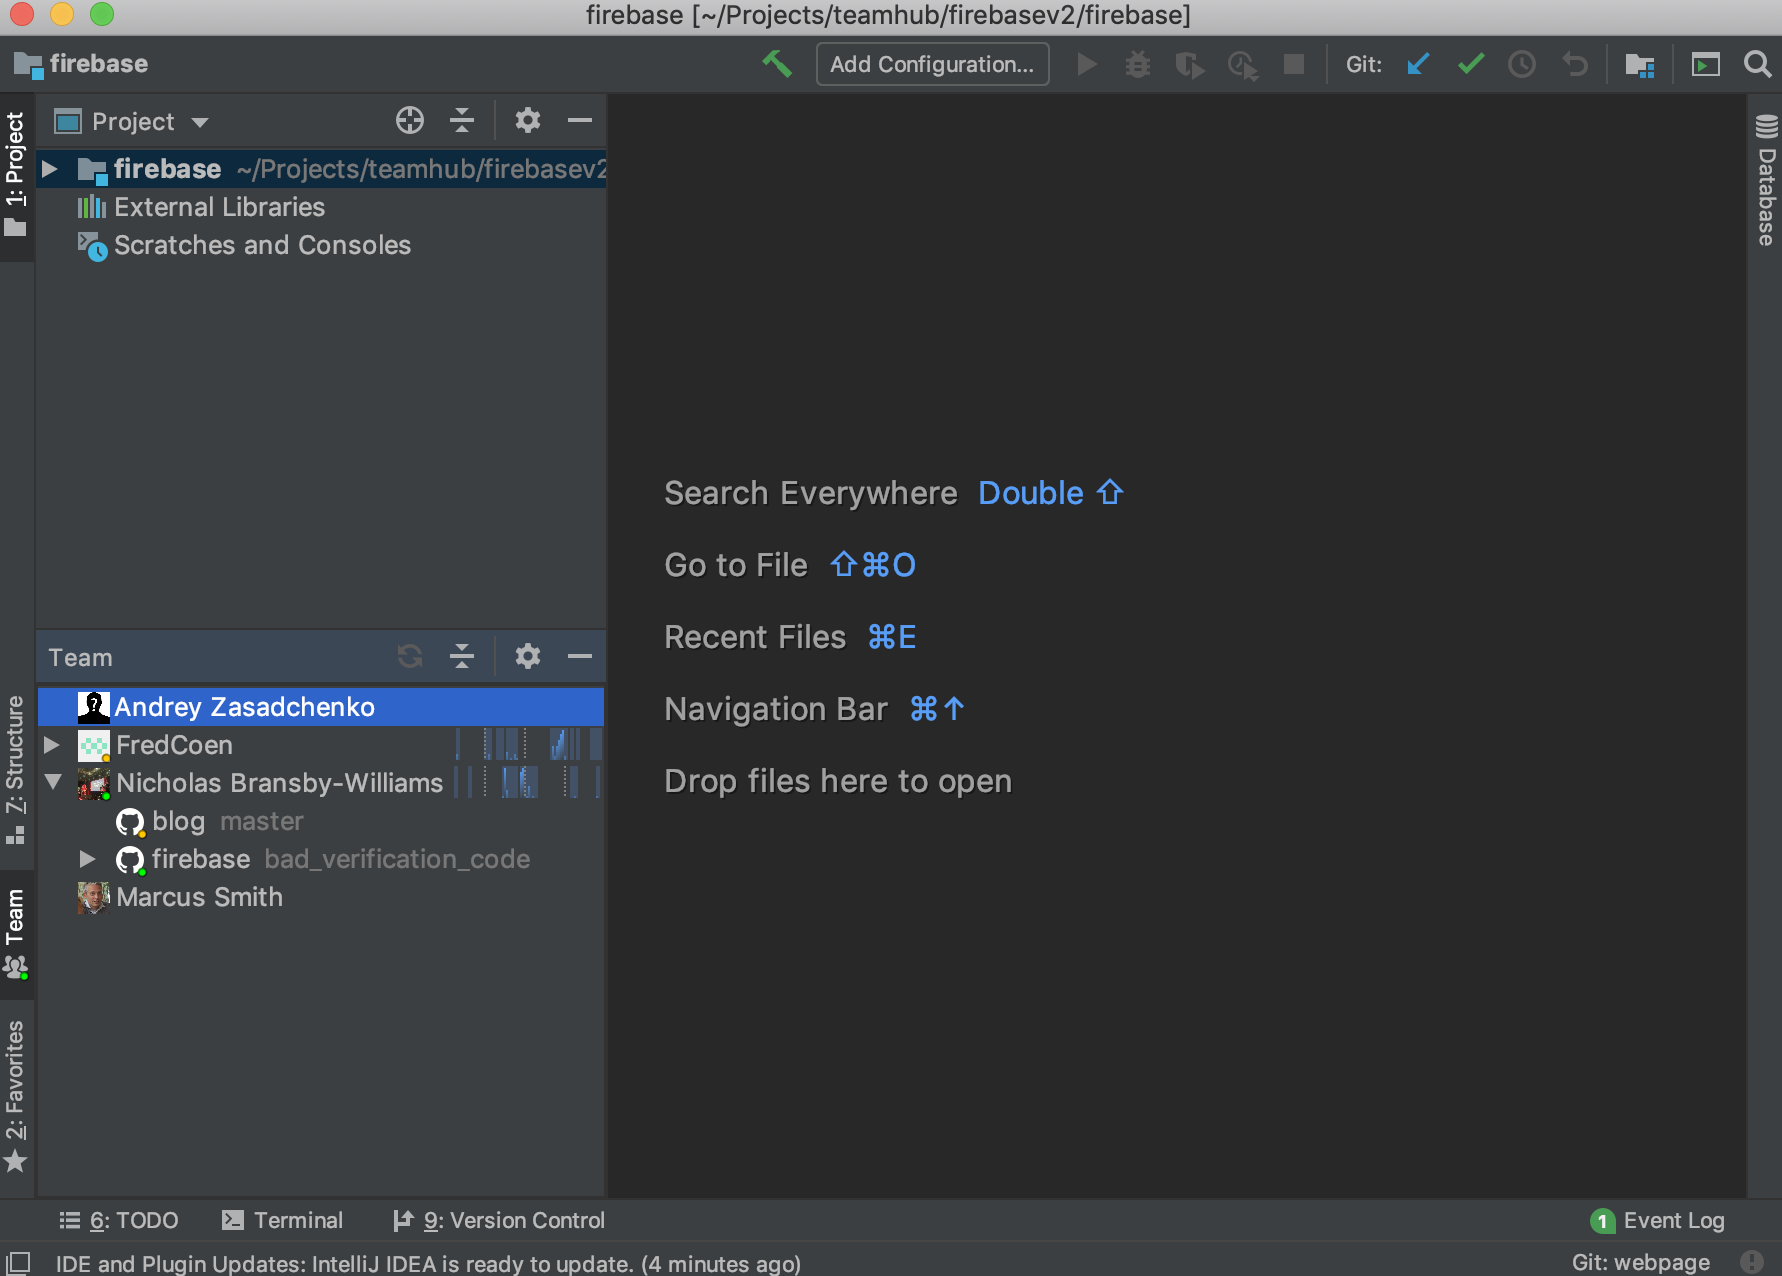 firebase [~/Projects/teamhub/firebasev2/firebase]
firebase
Add Configuration...
Git:
1: Project
Project
firebase ~/Projects/teamhub/firebasev2
External Libraries
Scratches and Consoles
Database
Search Everywhere Double ⇧
Go to File ⇧⌘O
Recent Files ⌘E
Navigation Bar ⌘↑
Drop files here to open
Team
Andrey Zasadchenko
FredCoen
Nicholas Bransby-Williams
blog master
firebase bad_verification_code
Marcus Smith
7: Structure
Team
2: Favorites
6: TODO
Terminal
9: Version Control
1 Event Log
IDE and Plugin Updates: IntelliJ IDEA is ready to update. (4 minutes ago)
Git: webpage